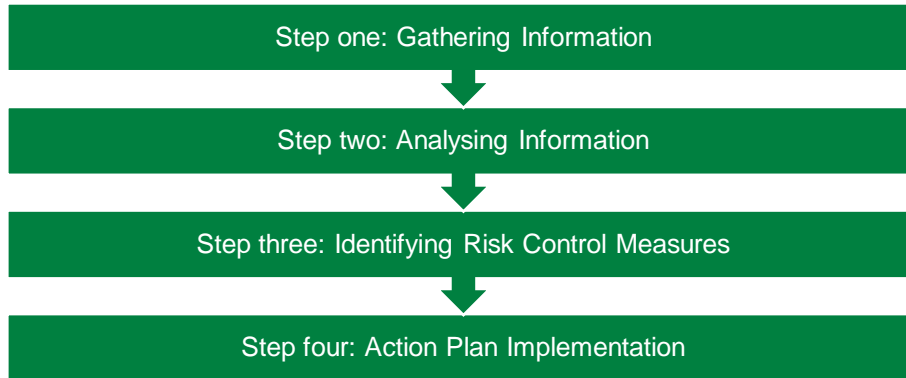 Step one: Gathering Information
Step two: Analysing Information
Step three: Identifying Risk Control Measures
Step four: Action Plan Implementation